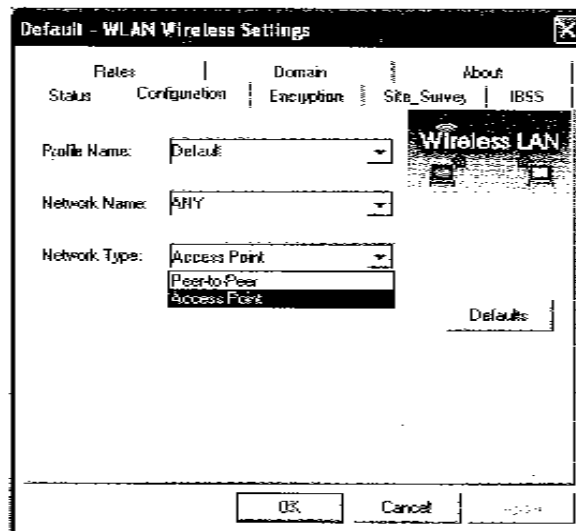 Default - WLAN Wireless Settings
Rates Domain About
Status Configuration Encryption Site_Survey IBSS
Wireless LAN
Profile Name: Default
Network Name: ANY
Network Type: Access Point
Peer-to-Peer
Access Point
Defaults
OK Cancel Apply